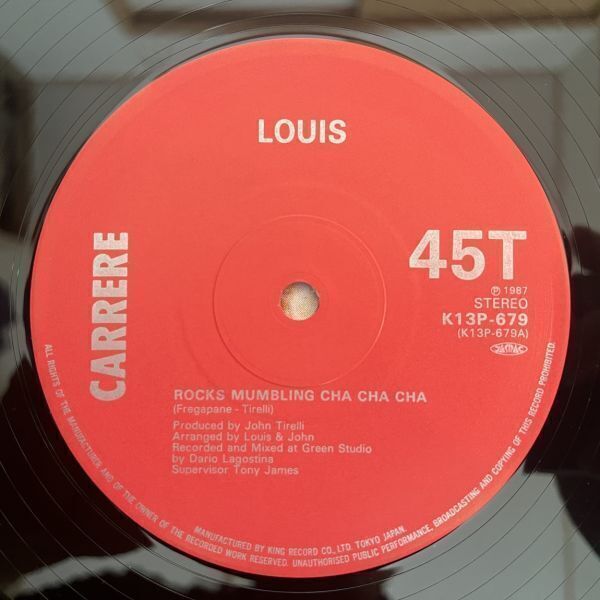 LOUIS
CARRERE
45T
Ⓟ 1987
STEREO
K13P-679
(K13P-679A)
ROCKS MUMBLING CHA CHA CHA
(Fregapane - Tirelli)
Produced by John Tirelli
Arranged by Louis & John
Recorded and Mixed at Green Studio
by Dario Lagostina
Supervisor Tony James
ALL RIGHTS OF THE MANUFACTURER AND OF THE OWNER OF THE RECORDED WORK RESERVED. UNAUTHORISED PUBLIC PERFORMANCE, BROADCASTING AND COPYING OF THIS RECORD PROHIBITED.
MANUFACTURED BY KING RECORD CO., LTD. TOKYO JAPAN.